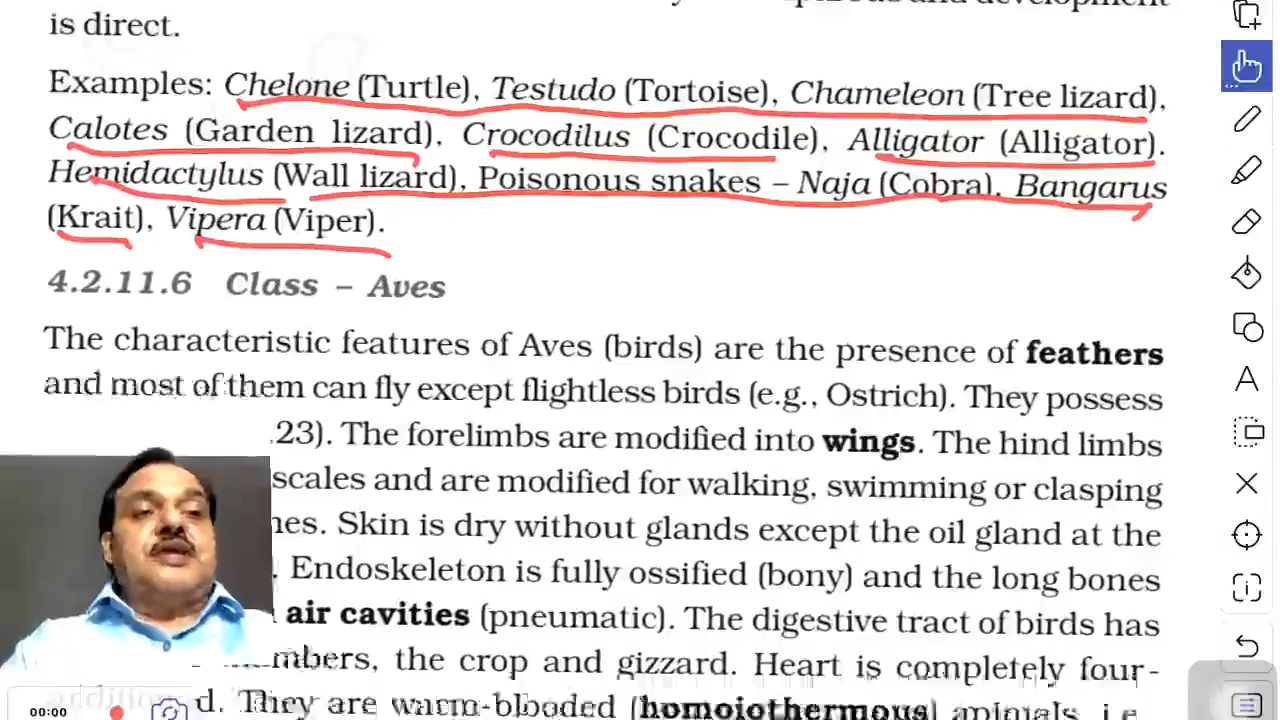 is direct.
Examples: Chelone (Turtle), Testudo (Tortoise), Chameleon (Tree lizard),
Calotes (Garden lizard), Crocodilus (Crocodile), Alligator (Alligator).
Hemidactylus (Wall lizard), Poisonous snakes – Naja (Cobra), Bangarus
(Krait), Vipera (Viper).
4.2.11.6 Class – Aves
The characteristic features of Aves (birds) are the presence of feathers
and most of them can fly except flightless birds (e.g., Ostrich). They possess
.23). The forelimbs are modified into wings. The hind limbs
scales and are modified for walking, swimming or clasping
Skin is dry without glands except the oil gland at the
Endoskeleton is fully ossified (bony) and the long bones
air cavities (pneumatic). The digestive tract of birds has
the crop and gizzard. Heart is completely four-
They are warm-blooded (homoiothermous) animals, i.e.,
00:00